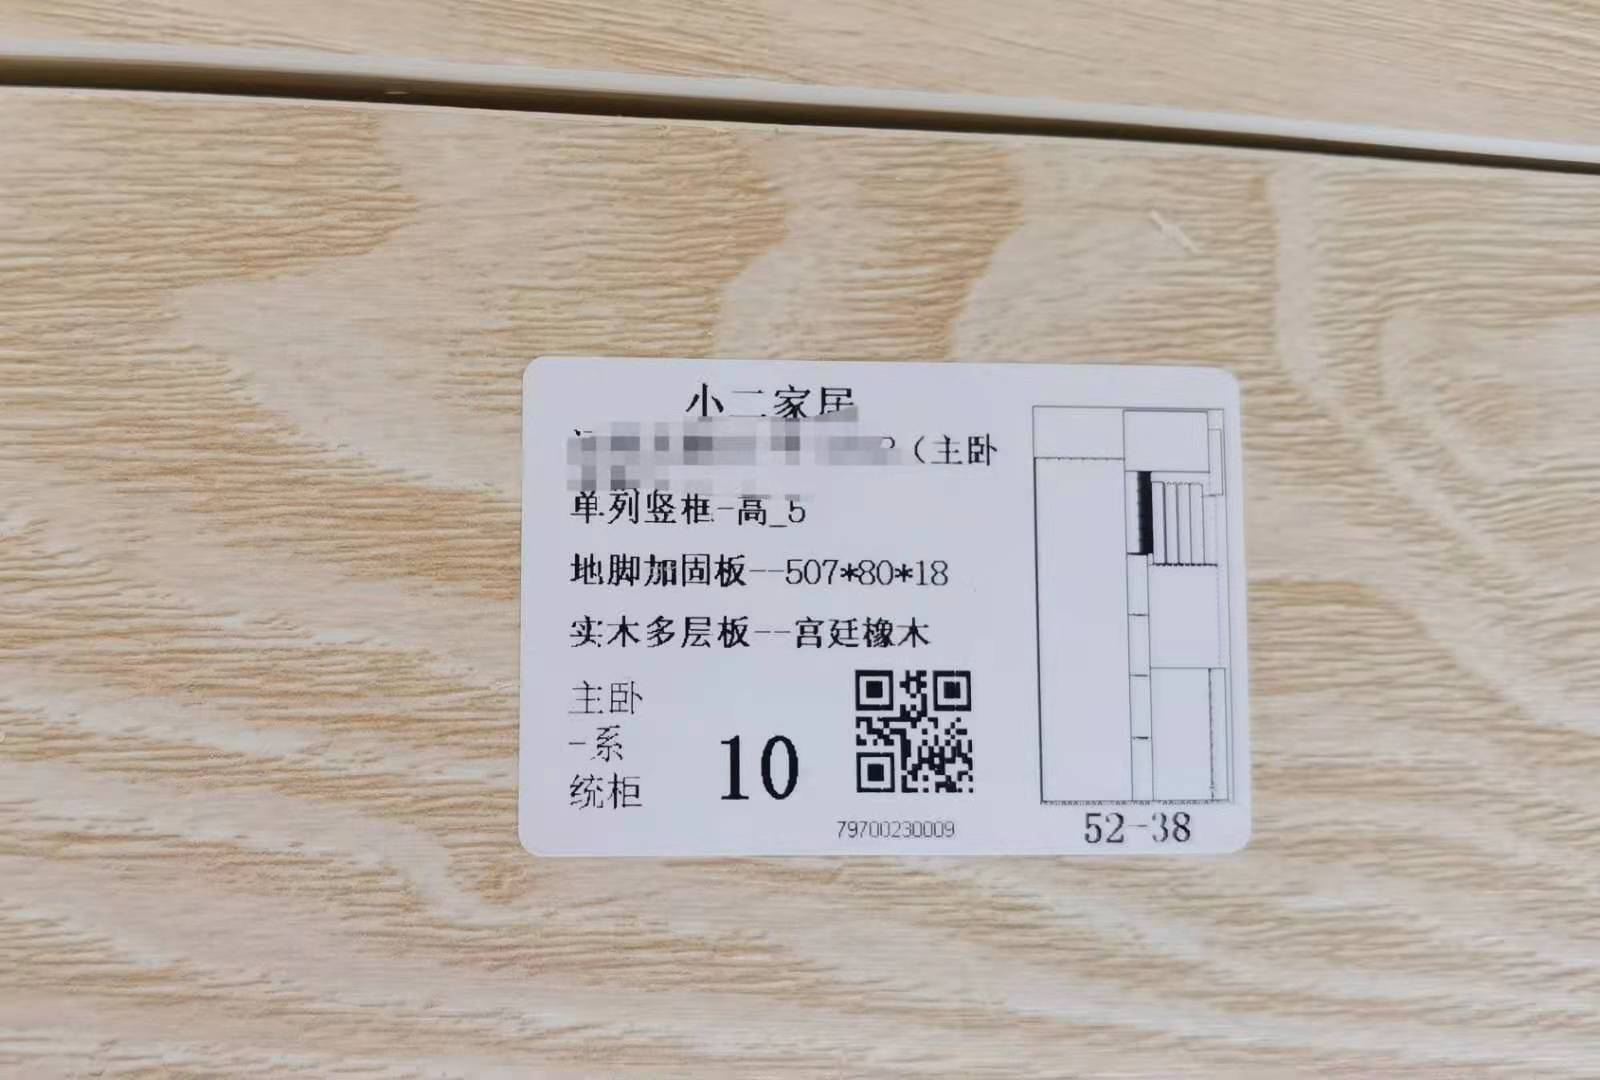 小二家居
（主卧
单列竖框-高_5
地脚加固板--507*80*18
实木多层板--宫廷橡木
主卧
-系
统柜
10
79700230009
52-38